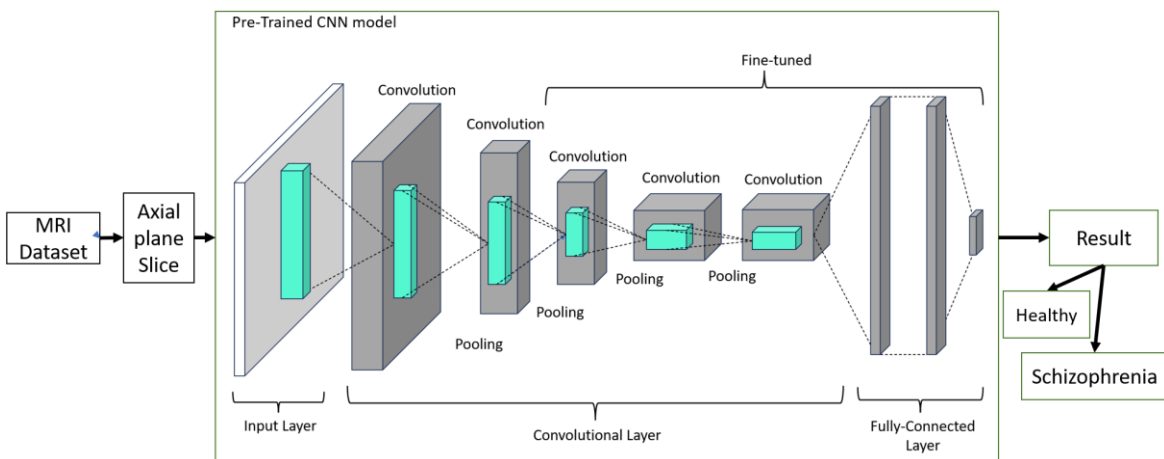 Pre-Trained CNN model
Fine-tuned
Convolution
Convolution
Convolution
Convolution
Convolution
MRI
Dataset
Axial
plane
Slice
Result
Pooling
Pooling
Pooling
Pooling
Healthy
Schizophrenia
Input Layer
Convolutional Layer
Fully-Connected
Layer